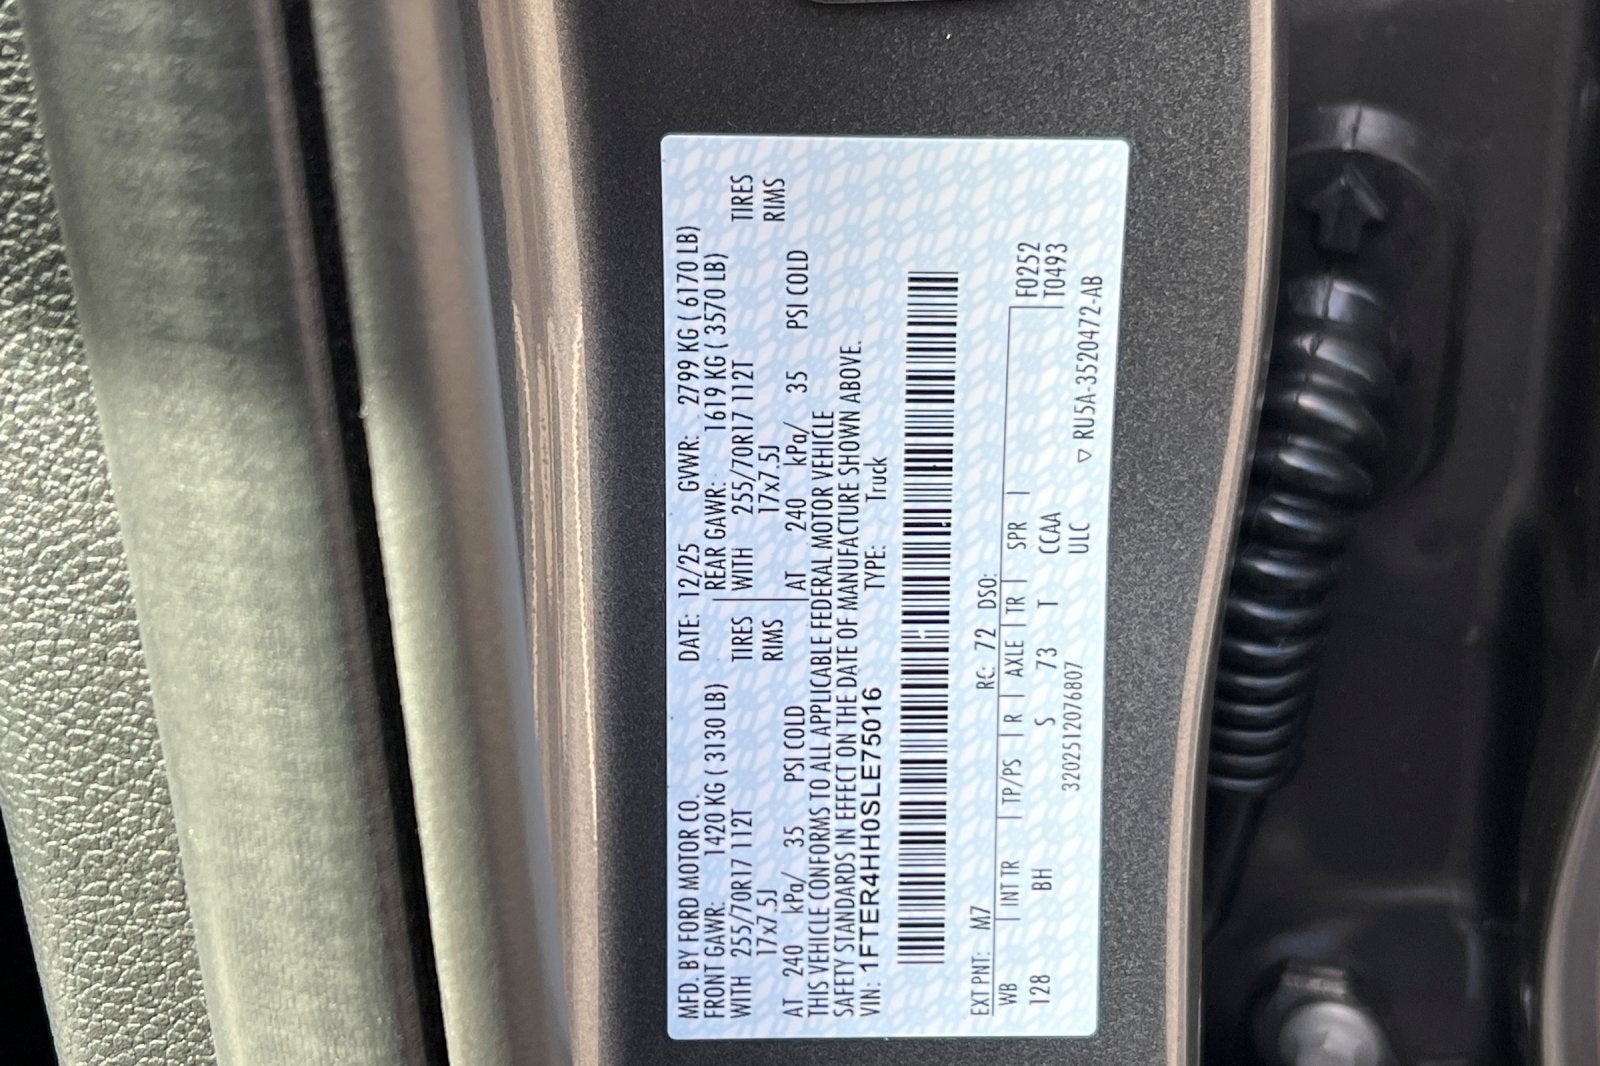 MFD. BY FORD MOTOR CO. DATE: 12/25 GVWR: 2799 KG ( 6170 LB)
FRONT GAWR: 1420 KG ( 3130 LB) REAR GAWR: 1619 KG ( 3570 LB)
WITH 255/70R17 112T TIRES WITH 255/70R17 112T TIRES
17x7.5J RIMS 17x7.5J RIMS
AT 240 kPa/ 35 PSI COLD AT 240 kPa/ 35 PSI COLD
THIS VEHICLE CONFORMS TO ALL APPLICABLE FEDERAL MOTOR VEHICLE
SAFETY STANDARDS IN EFFECT ON THE DATE OF MANUFACTURE SHOWN ABOVE.
VIN: 1FTER4HH0SLE75016 TYPE: Truck
EXT PNT: M7 RC: 72 DSO:
WB | INT TR | TP/PS | R | AXLE | TR | SPR | F0252
128 BH S 73 T CCAA T0493
3202512076807 ULC ▽ RU5A-3520472-AB